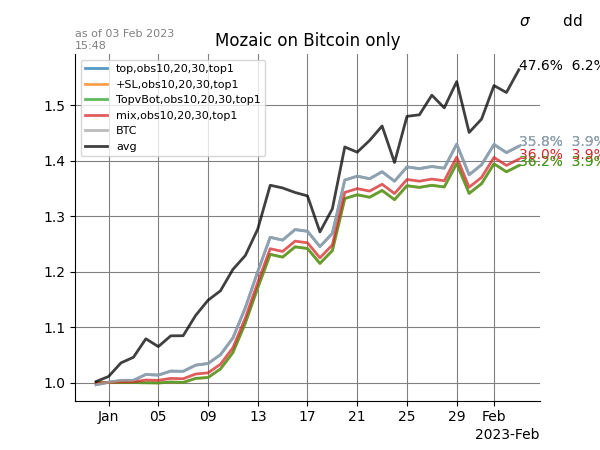 σ dd
as of 03 Feb 2023
15:48
Mozaic on Bitcoin only
top,obs10,20,30,top1
+SL,obs10,20,30,top1
TopvBot,obs10,20,30,top1
mix,obs10,20,30,top1
BTC
avg
47.6% 6.2%
35.8% 3.9%
36.0% 3.9%
36.2% 3.9%
1.5
1.4
1.3
1.2
1.1
1.0
Jan 05 09 13 17 21 25 29 Feb
2023-Feb